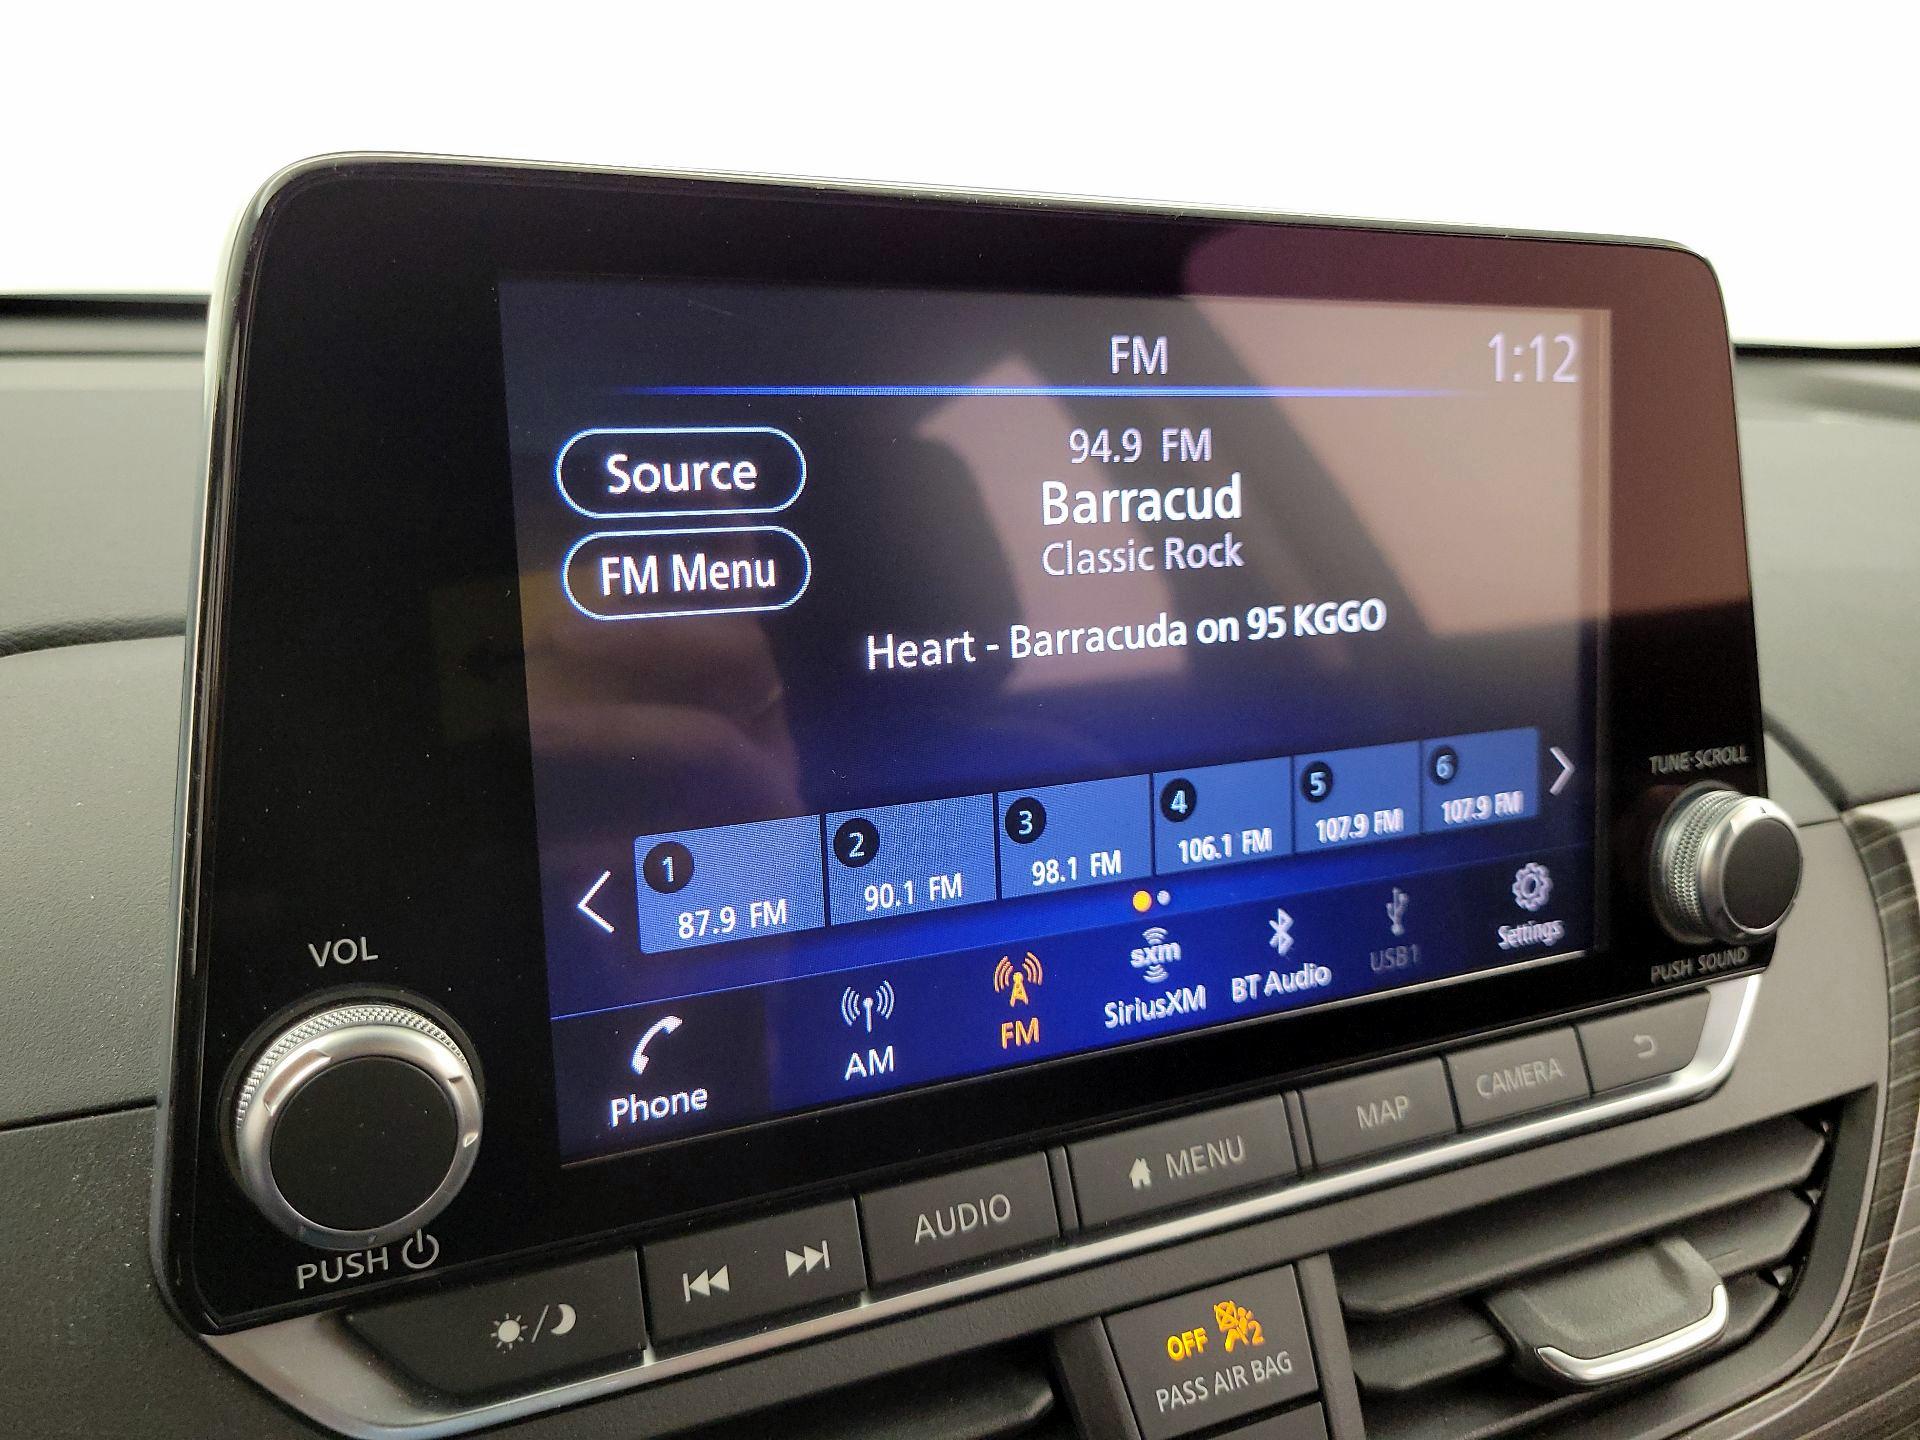 FM
1:12
Source
94.9 FM
Barracud
FM Menu
Classic Rock
Heart - Barracuda on 95 KGGO
TUNE·SCROLL
1
87.9 FM
2
90.1 FM
3
98.1 FM
4
106.1 FM
5
107.9 FM
6
107.9 FM
Phone
AM
FM
sxm
SiriusXM
BT Audio
USB1
Settings
PUSH SOUND
VOL
PUSH
AUDIO
MENU
MAP
CAMERA
OFF
2
PASS AIR BAG